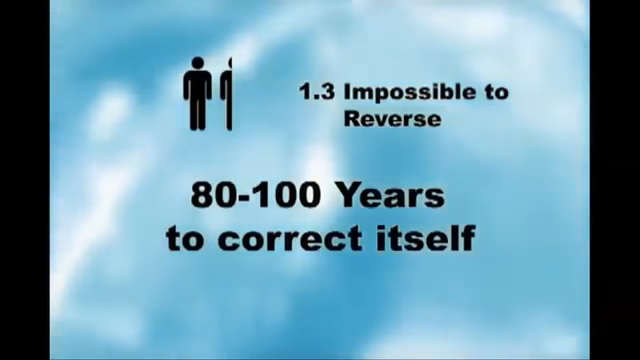 1.3 Impossible to
Reverse
80-100 Years
to correct itself